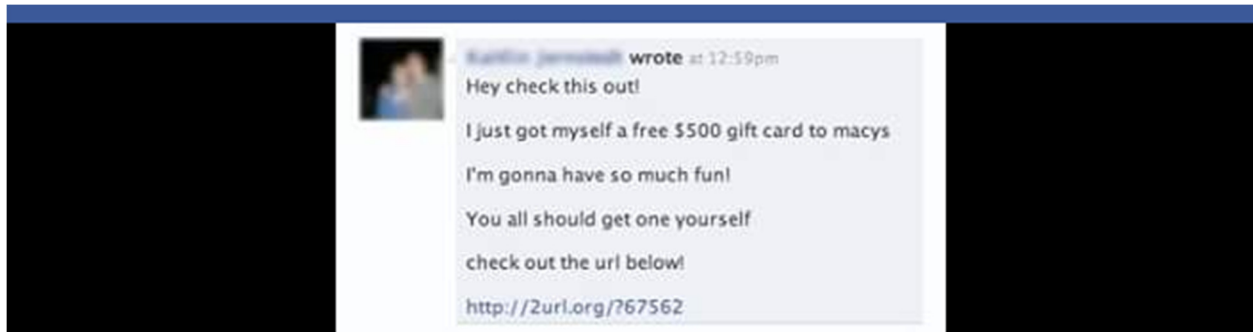 wrote at 12:59pm
Hey check this out!
I just got myself a free $500 gift card to macys
I'm gonna have so much fun!
You all should get one yourself
check out the url below!
http://2url.org/?67562